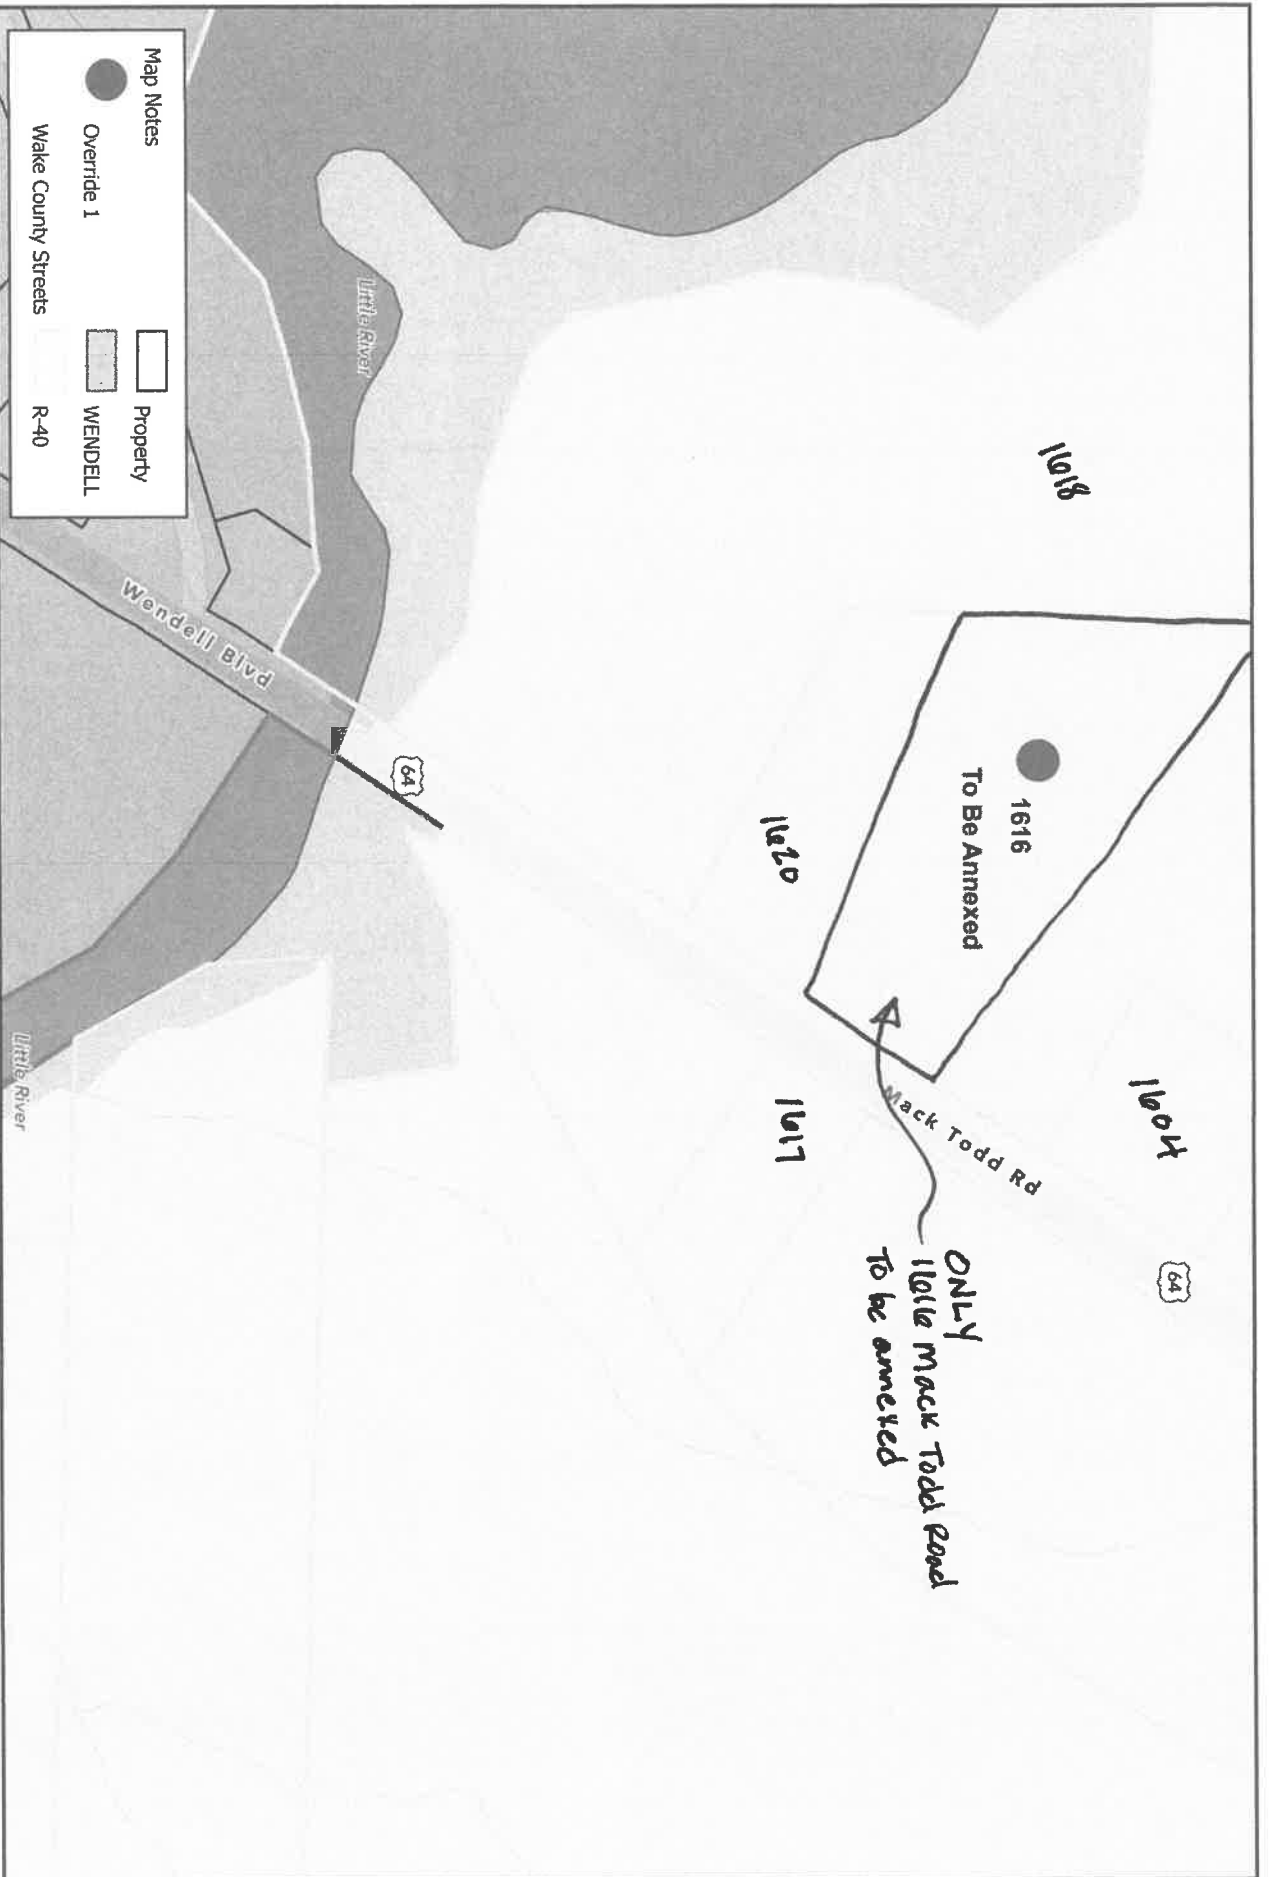 1618
1604
64
1616
To Be Annexed
Mack Todd Rd
ONLY
1616 Mack Todd Road
To be annexed
1620
1617
64
Little River
Wendell Blvd
Little River
Map Notes
Override 1
Wake County Streets
Property
WENDELL
R-40